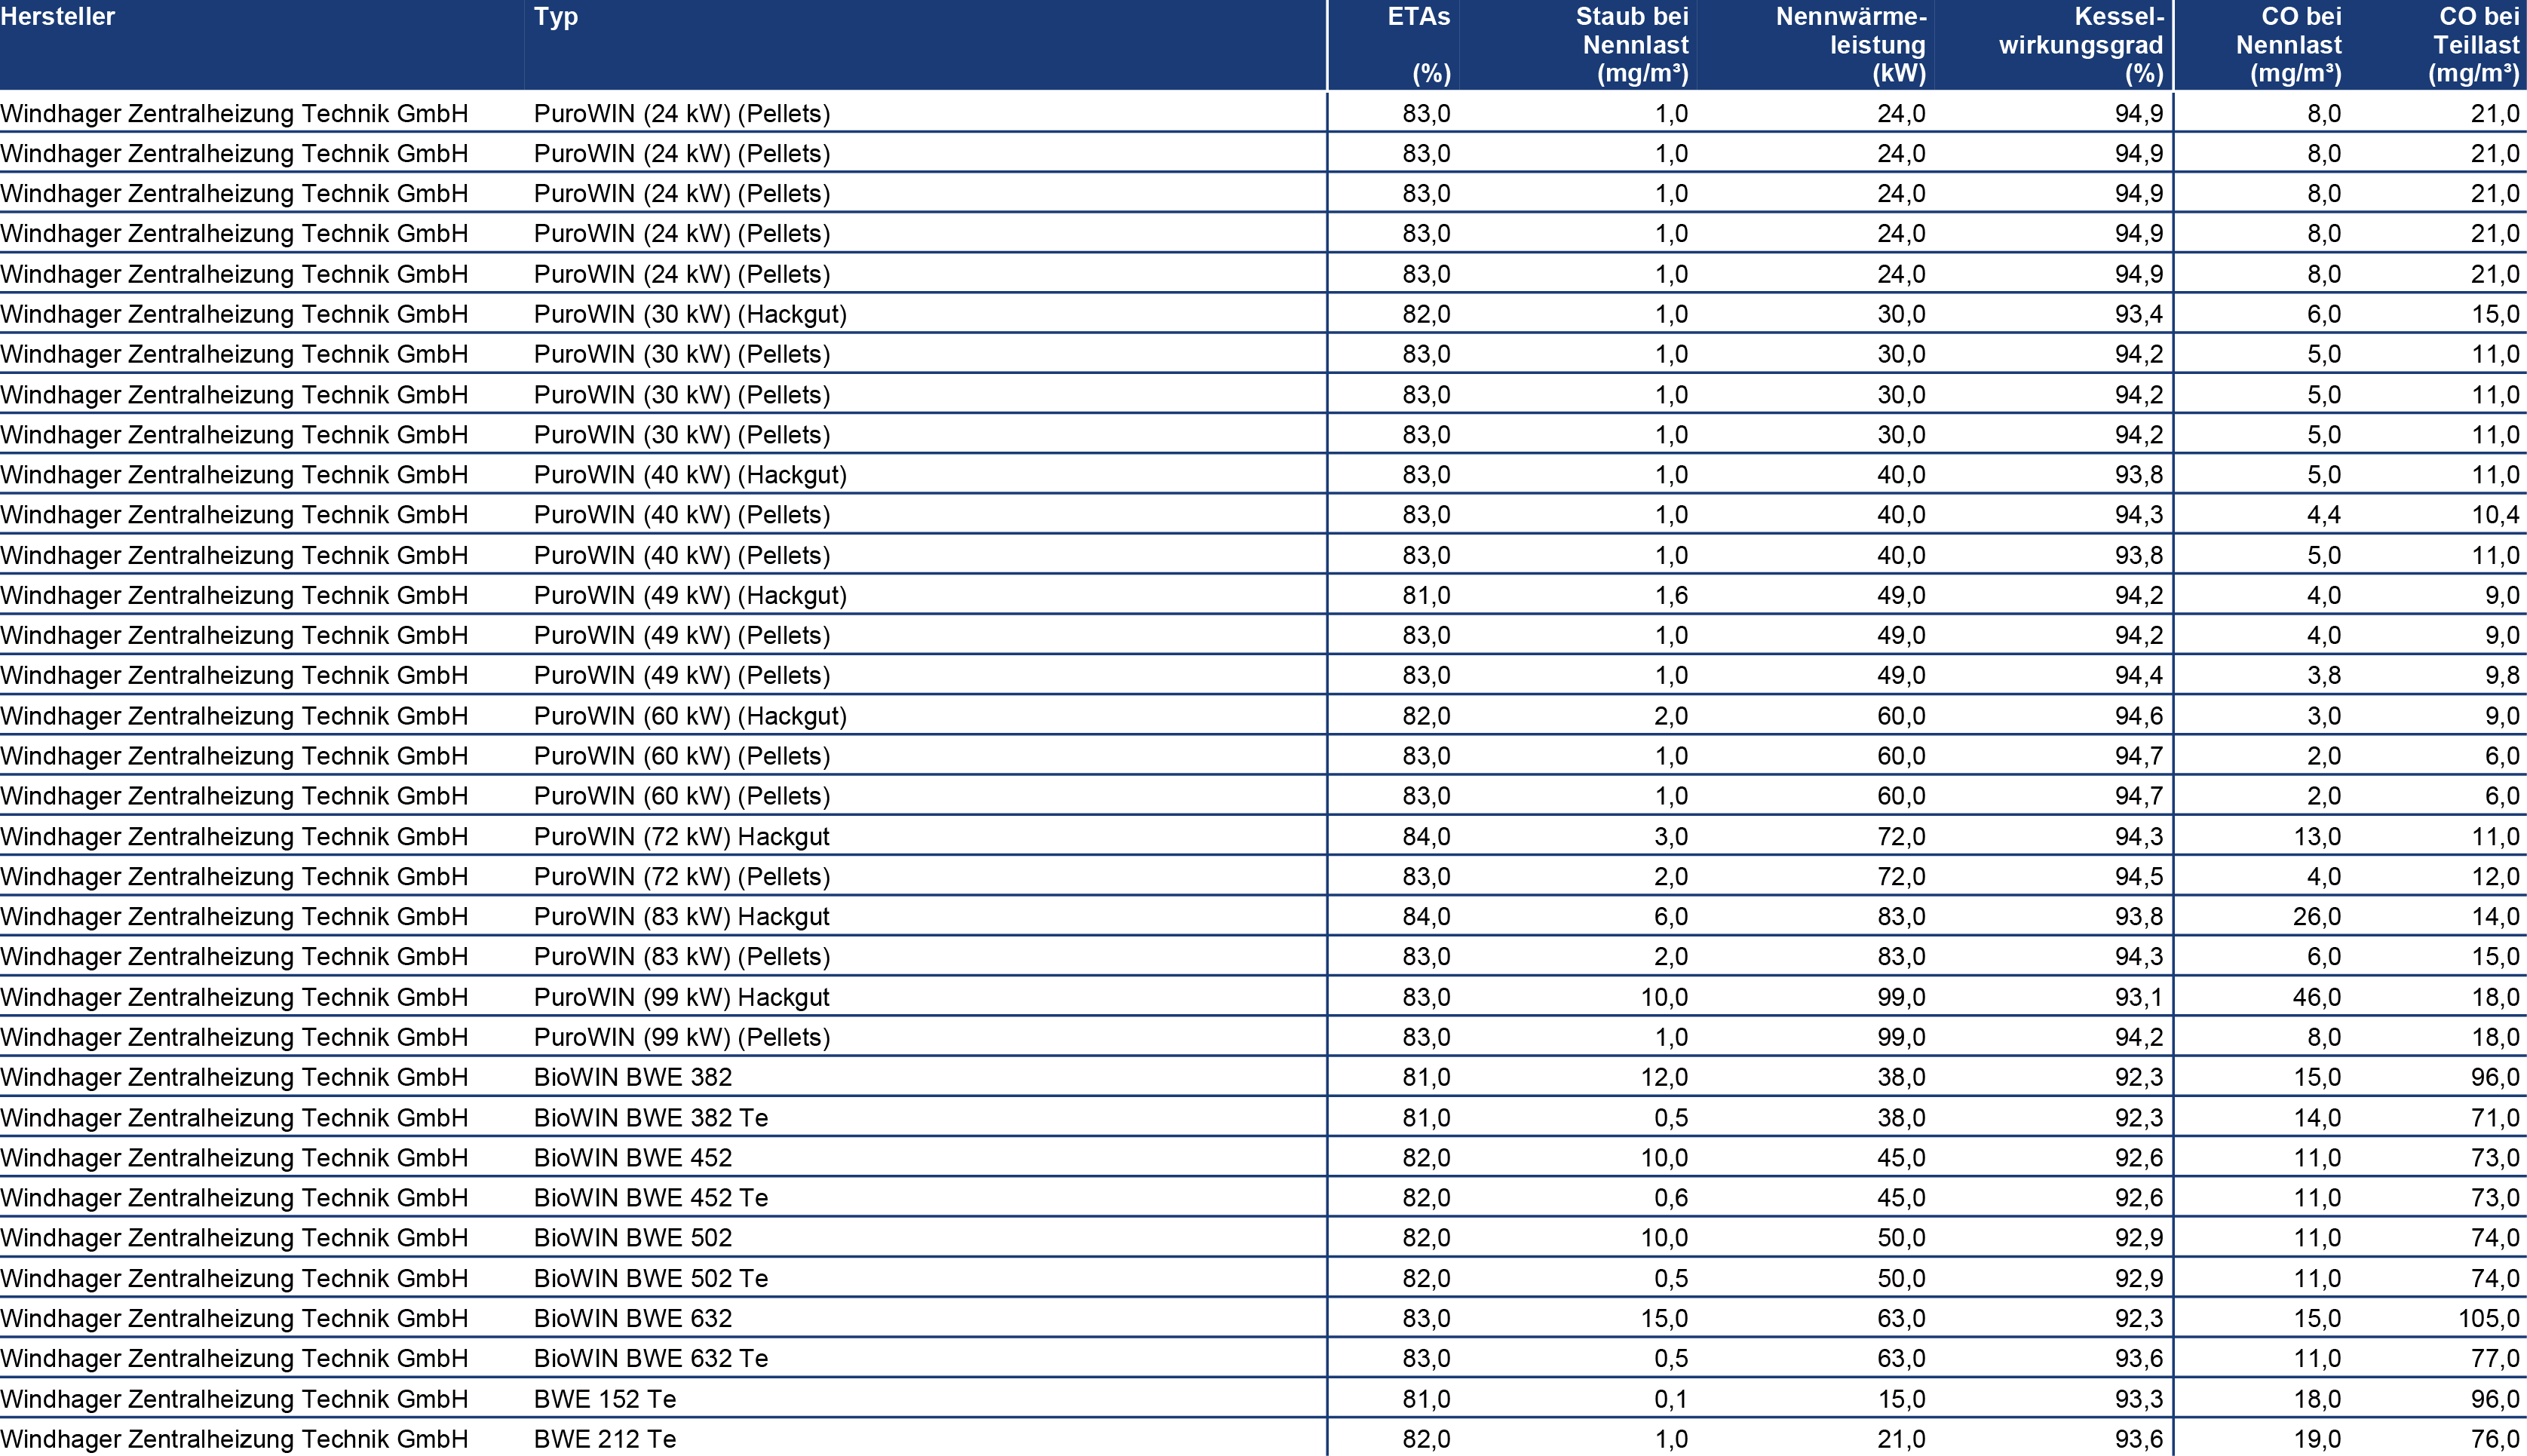 Hersteller Typ ETAs Staub bei Nennwärme- Kessel- CO bei CO bei
Nennlast leistung wirkungsgrad Nennlast Teillast
(%) (mg/m³) (kW) (%) (mg/m³) (mg/m³)
Windhager Zentralheizung Technik GmbH PuroWIN (24 kW) (Pellets) 83,0 1,0 24,0 94,9 8,0 21,0
Windhager Zentralheizung Technik GmbH PuroWIN (24 kW) (Pellets) 83,0 1,0 24,0 94,9 8,0 21,0
Windhager Zentralheizung Technik GmbH PuroWIN (24 kW) (Pellets) 83,0 1,0 24,0 94,9 8,0 21,0
Windhager Zentralheizung Technik GmbH PuroWIN (24 kW) (Pellets) 83,0 1,0 24,0 94,9 8,0 21,0
Windhager Zentralheizung Technik GmbH PuroWIN (24 kW) (Pellets) 83,0 1,0 24,0 94,9 8,0 21,0
Windhager Zentralheizung Technik GmbH PuroWIN (30 kW) (Hackgut) 82,0 1,0 30,0 93,4 6,0 15,0
Windhager Zentralheizung Technik GmbH PuroWIN (30 kW) (Pellets) 83,0 1,0 30,0 94,2 5,0 11,0
Windhager Zentralheizung Technik GmbH PuroWIN (30 kW) (Pellets) 83,0 1,0 30,0 94,2 5,0 11,0
Windhager Zentralheizung Technik GmbH PuroWIN (30 kW) (Pellets) 83,0 1,0 30,0 94,2 5,0 11,0
Windhager Zentralheizung Technik GmbH PuroWIN (40 kW) (Hackgut) 83,0 1,0 40,0 93,8 5,0 11,0
Windhager Zentralheizung Technik GmbH PuroWIN (40 kW) (Pellets) 83,0 1,0 40,0 94,3 4,4 10,4
Windhager Zentralheizung Technik GmbH PuroWIN (40 kW) (Pellets) 83,0 1,0 40,0 93,8 5,0 11,0
Windhager Zentralheizung Technik GmbH PuroWIN (49 kW) (Hackgut) 81,0 1,6 49,0 94,2 4,0 9,0
Windhager Zentralheizung Technik GmbH PuroWIN (49 kW) (Pellets) 83,0 1,0 49,0 94,2 4,0 9,0
Windhager Zentralheizung Technik GmbH PuroWIN (49 kW) (Pellets) 83,0 1,0 49,0 94,4 3,8 9,8
Windhager Zentralheizung Technik GmbH PuroWIN (60 kW) (Hackgut) 82,0 2,0 60,0 94,6 3,0 9,0
Windhager Zentralheizung Technik GmbH PuroWIN (60 kW) (Pellets) 83,0 1,0 60,0 94,7 2,0 6,0
Windhager Zentralheizung Technik GmbH PuroWIN (60 kW) (Pellets) 83,0 1,0 60,0 94,7 2,0 6,0
Windhager Zentralheizung Technik GmbH PuroWIN (72 kW) Hackgut 84,0 3,0 72,0 94,3 13,0 11,0
Windhager Zentralheizung Technik GmbH PuroWIN (72 kW) (Pellets) 83,0 2,0 72,0 94,5 4,0 12,0
Windhager Zentralheizung Technik GmbH PuroWIN (83 kW) Hackgut 84,0 6,0 83,0 93,8 26,0 14,0
Windhager Zentralheizung Technik GmbH PuroWIN (83 kW) (Pellets) 83,0 2,0 83,0 94,3 6,0 15,0
Windhager Zentralheizung Technik GmbH PuroWIN (99 kW) Hackgut 83,0 10,0 99,0 93,1 46,0 18,0
Windhager Zentralheizung Technik GmbH PuroWIN (99 kW) (Pellets) 83,0 1,0 99,0 94,2 8,0 18,0
Windhager Zentralheizung Technik GmbH BioWIN BWE 382 81,0 12,0 38,0 92,3 15,0 96,0
Windhager Zentralheizung Technik GmbH BioWIN BWE 382 Te 81,0 0,5 38,0 92,3 14,0 71,0
Windhager Zentralheizung Technik GmbH BioWIN BWE 452 82,0 10,0 45,0 92,6 11,0 73,0
Windhager Zentralheizung Technik GmbH BioWIN BWE 452 Te 82,0 0,6 45,0 92,6 11,0 73,0
Windhager Zentralheizung Technik GmbH BioWIN BWE 502 82,0 10,0 50,0 92,9 11,0 74,0
Windhager Zentralheizung Technik GmbH BioWIN BWE 502 Te 82,0 0,5 50,0 92,9 11,0 74,0
Windhager Zentralheizung Technik GmbH BioWIN BWE 632 83,0 15,0 63,0 92,3 15,0 105,0
Windhager Zentralheizung Technik GmbH BioWIN BWE 632 Te 83,0 0,5 63,0 93,6 11,0 77,0
Windhager Zentralheizung Technik GmbH BWE 152 Te 81,0 0,1 15,0 93,3 18,0 96,0
Windhager Zentralheizung Technik GmbH BWE 212 Te 82,0 1,0 21,0 93,6 19,0 76,0